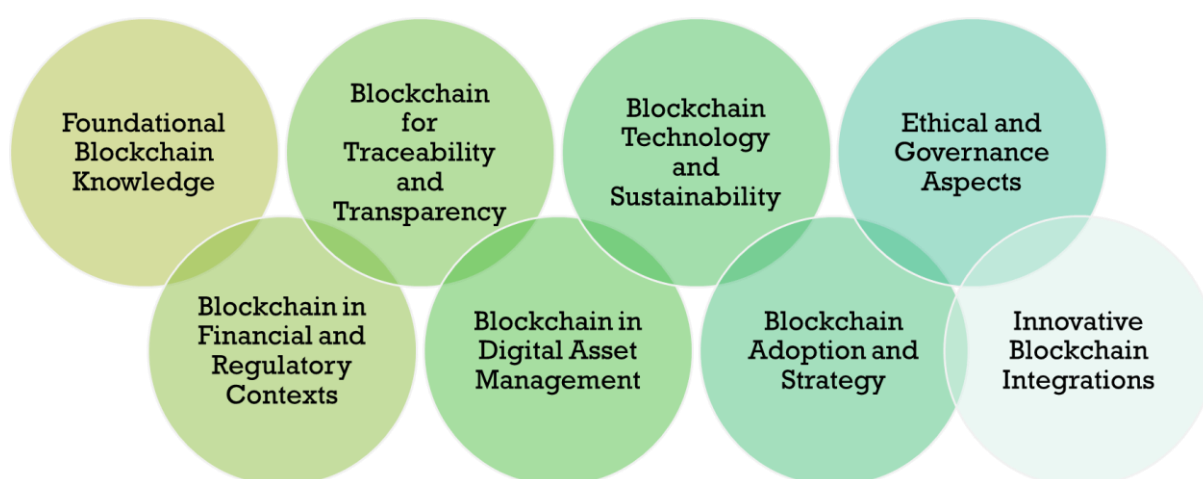 Foundational
Blockchain
Knowledge
Blockchain
for
Traceability
and
Transparency
Blockchain
Technology
and
Sustainability
Ethical and
Governance
Aspects
Blockchain in
Financial and
Regulatory
Contexts
Blockchain in
Digital Asset
Management
Blockchain
Adoption and
Strategy
Innovative
Blockchain
Integrations